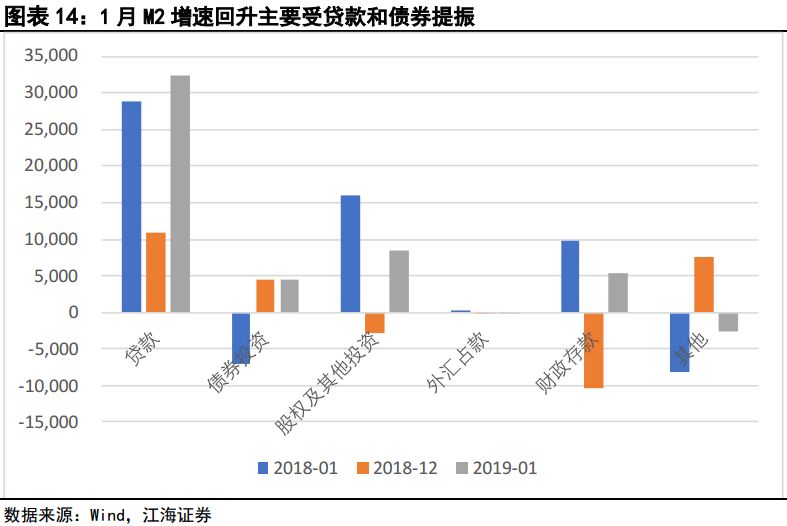 图表 14：1 月 M2 增速回升主要受贷款和债券提振
35,000
30,000
25,000
20,000
15,000
10,000
5,000
0
-5,000
-10,000
-15,000
贷款
债券投资
股权及其他投资
外汇占款
财政存款
其他
2018-01 2018-12 2019-01
数据来源：Wind，江海证券